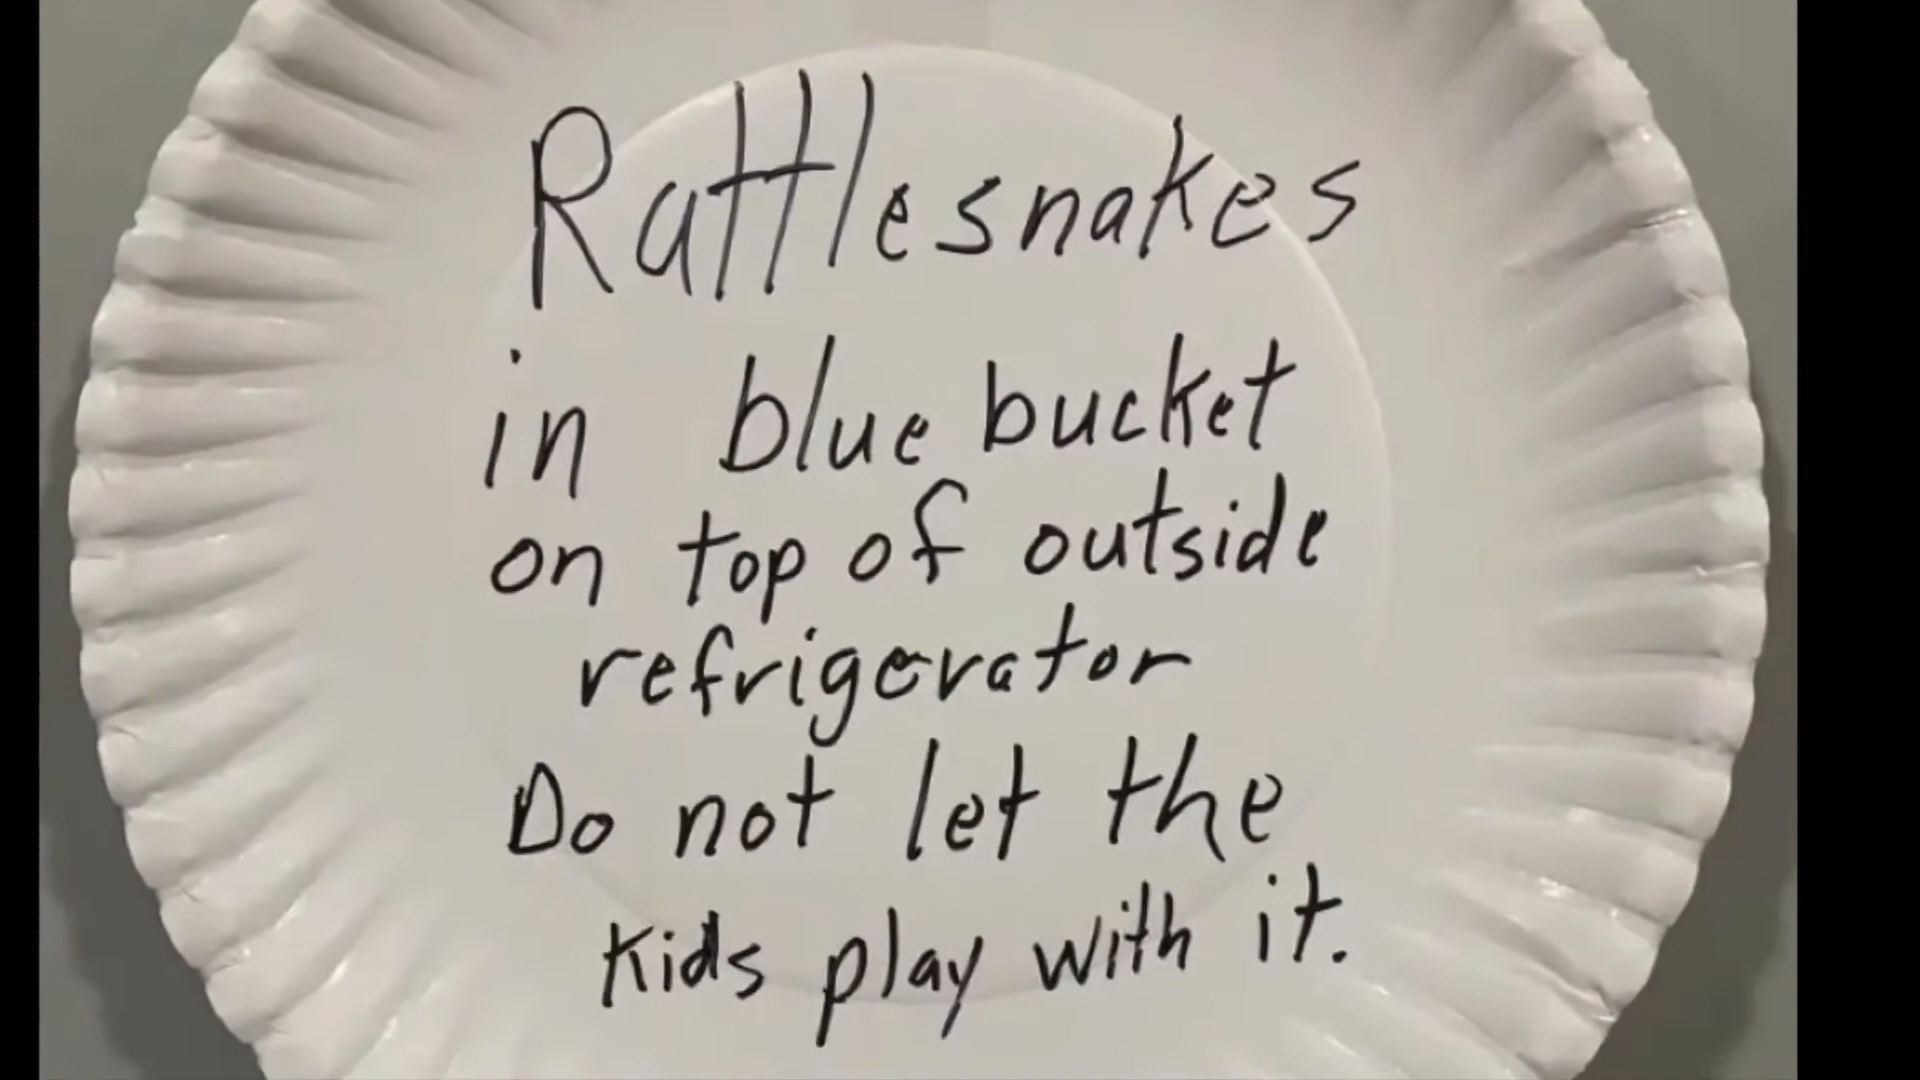 Rattlesnakes
in blue bucket
on top of outside
refrigerator
Do not let the
kids play with it.